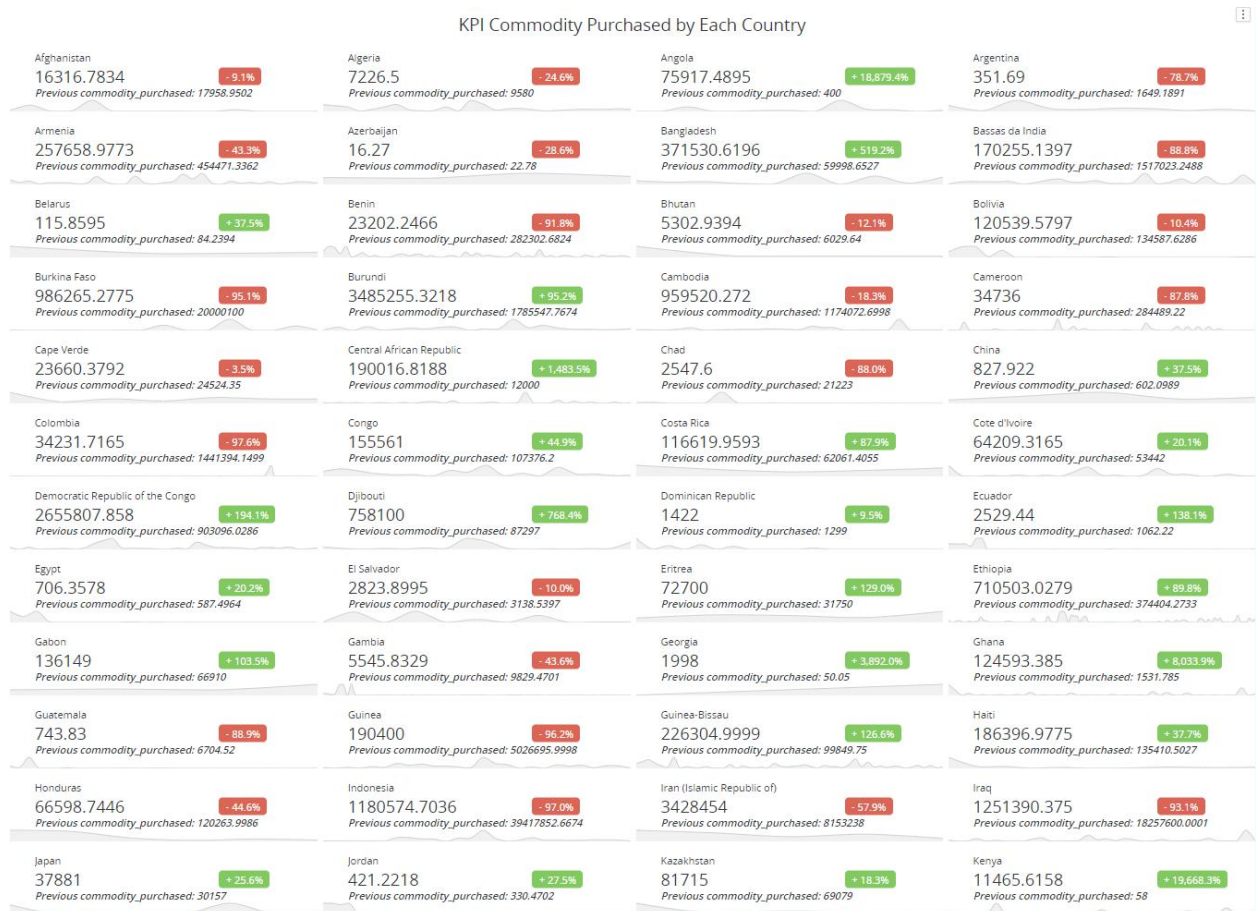 KPI Commodity Purchased by Each Country
Afghanistan
16316.7834
- 9.1%
Previous commodity_purchased: 17958.9502
Algeria
7226.5
- 24.6%
Previous commodity_purchased: 9580
Angola
75917.4895
+ 18,879.4%
Previous commodity_purchased: 400
Argentina
351.69
- 78.7%
Previous commodity_purchased: 1649.1891
Armenia
257658.9773
- 43.3%
Previous commodity_purchased: 454471.3362
Azerbaijan
16.27
- 28.6%
Previous commodity_purchased: 22.78
Bangladesh
371530.6196
+ 519.2%
Previous commodity_purchased: 59998.6527
Bassas da India
170255.1397
- 88.8%
Previous commodity_purchased: 1517023.2488
Belarus
115.8595
+ 37.5%
Previous commodity_purchased: 84.2394
Benin
23202.2466
- 91.8%
Previous commodity_purchased: 282302.6824
Bhutan
5302.9394
- 12.1%
Previous commodity_purchased: 6029.64
Bolivia
120539.5797
- 10.4%
Previous commodity_purchased: 134587.6286
Burkina Faso
986265.2775
- 95.1%
Previous commodity_purchased: 20000100
Burundi
3485255.3218
+ 95.2%
Previous commodity_purchased: 1785547.7674
Cambodia
959520.272
- 18.3%
Previous commodity_purchased: 1174072.6998
Cameroon
34736
- 87.8%
Previous commodity_purchased: 284489.22
Cape Verde
23660.3792
- 3.5%
Previous commodity_purchased: 24524.35
Central African Republic
190016.8188
+ 1,483.5%
Previous commodity_purchased: 12000
Chad
2547.6
- 88.0%
Previous commodity_purchased: 21223
China
827.922
+ 37.5%
Previous commodity_purchased: 602.0989
Colombia
34231.7165
- 97.6%
Previous commodity_purchased: 1441394.1499
Congo
155561
+ 44.9%
Previous commodity_purchased: 107376.2
Costa Rica
116619.9593
+ 87.9%
Previous commodity_purchased: 62061.4055
Cote d'Ivoire
64209.3165
+ 20.1%
Previous commodity_purchased: 53442
Democratic Republic of the Congo
2655807.858
+ 194.1%
Previous commodity_purchased: 903096.0286
Djibouti
758100
+ 768.4%
Previous commodity_purchased: 87297
Dominican Republic
1422
+ 9.5%
Previous commodity_purchased: 1299
Ecuador
2529.44
+ 138.1%
Previous commodity_purchased: 1062.22
Egypt
706.3578
+ 20.2%
Previous commodity_purchased: 587.4964
El Salvador
2823.8995
- 10.0%
Previous commodity_purchased: 3138.5397
Eritrea
72700
+ 129.0%
Previous commodity_purchased: 31750
Ethiopia
710503.0279
+ 89.8%
Previous commodity_purchased: 374404.2733
Gabon
136149
+ 103.5%
Previous commodity_purchased: 66910
Gambia
5545.8329
- 43.6%
Previous commodity_purchased: 9829.4701
Georgia
1998
+ 3,892.0%
Previous commodity_purchased: 50.05
Ghana
124593.385
+ 8,033.9%
Previous commodity_purchased: 1531.785
Guatemala
743.83
- 88.9%
Previous commodity_purchased: 6704.52
Guinea
190400
- 96.2%
Previous commodity_purchased: 5026695.9998
Guinea-Bissau
226304.9999
+ 126.6%
Previous commodity_purchased: 99849.75
Haiti
186396.9775
+ 37.7%
Previous commodity_purchased: 135410.5027
Honduras
66598.7446
- 44.6%
Previous commodity_purchased: 120263.9986
Indonesia
1180574.7036
- 97.0%
Previous commodity_purchased: 39417852.6674
Iran (Islamic Republic of)
3428454
- 57.9%
Previous commodity_purchased: 8153238
Iraq
1251390.375
- 93.1%
Previous commodity_purchased: 18257600.0001
Japan
37881
+ 25.6%
Previous commodity_purchased: 30157
Jordan
421.2218
+ 27.5%
Previous commodity_purchased: 330.4702
Kazakhstan
81715
+ 18.3%
Previous commodity_purchased: 69079
Kenya
11465.6158
+ 19,668.3%
Previous commodity_purchased: 58